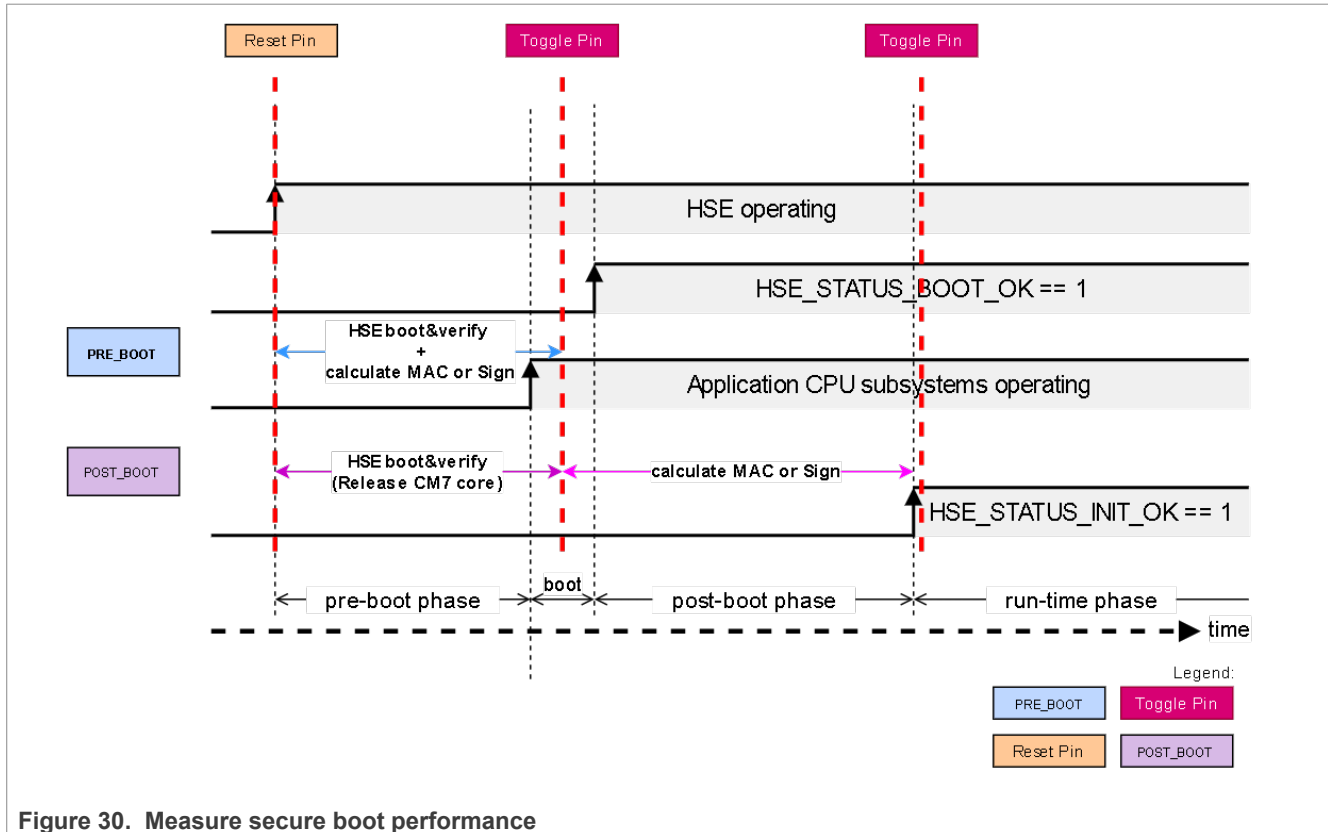 Reset Pin
Toggle Pin
Toggle Pin
HSE operating
HSE_STATUS_BOOT_OK == 1
PRE_BOOT
HSE boot&verify
+
calculate MAC or Sign
Application CPU subsystems operating
POST_BOOT
HSE boot&verify
(Release CM7 core)
calculate MAC or Sign
HSE_STATUS_INIT_OK == 1
pre-boot phase
boot
post-boot phase
run-time phase
time
Legend:
PRE_BOOT
Toggle Pin
Reset Pin
POST_BOOT
Figure 30. Measure secure boot performance